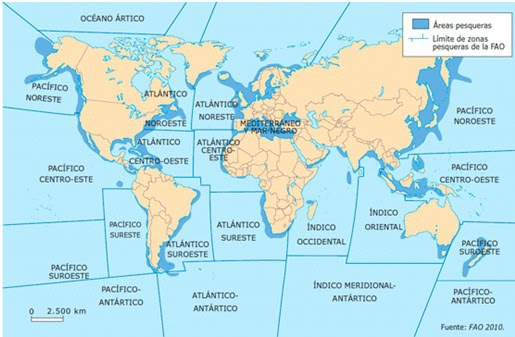 OCÉANO ÁRTICO
Áreas pesqueras
Límite de zonas
pesqueras de la FAO
PACÍFICO
NORESTE
ATLÁNTICO
NOROESTE
ATLÁNTICO
NORESTE
MEDITERRÁNEO
Y MAR NEGRO
PACÍFICO
NOROESTE
ATLÁNTICO
CENTRO-OESTE
ATLÁNTICO
CENTRO-
ESTE
PACÍFICO
CENTRO-ESTE
PACÍFICO
CENTRO-OESTE
PACÍFICO
SURESTE
ATLÁNTICO
SUROESTE
ATLÁNTICO
SURESTE
ÍNDICO
OCCIDENTAL
ÍNDICO
ORIENTAL
PACÍFICO
SUROESTE
PACÍFICO
SUROESTE
PACÍFICO-
ANTÁRTICO
ATLÁNTICO-
ANTÁRTICO
ÍNDICO MERIDIONAL-
ANTÁRTICO
PACÍFICO-
ANTÁRTICO
0 2.500 km
Fuente: FAO 2010.